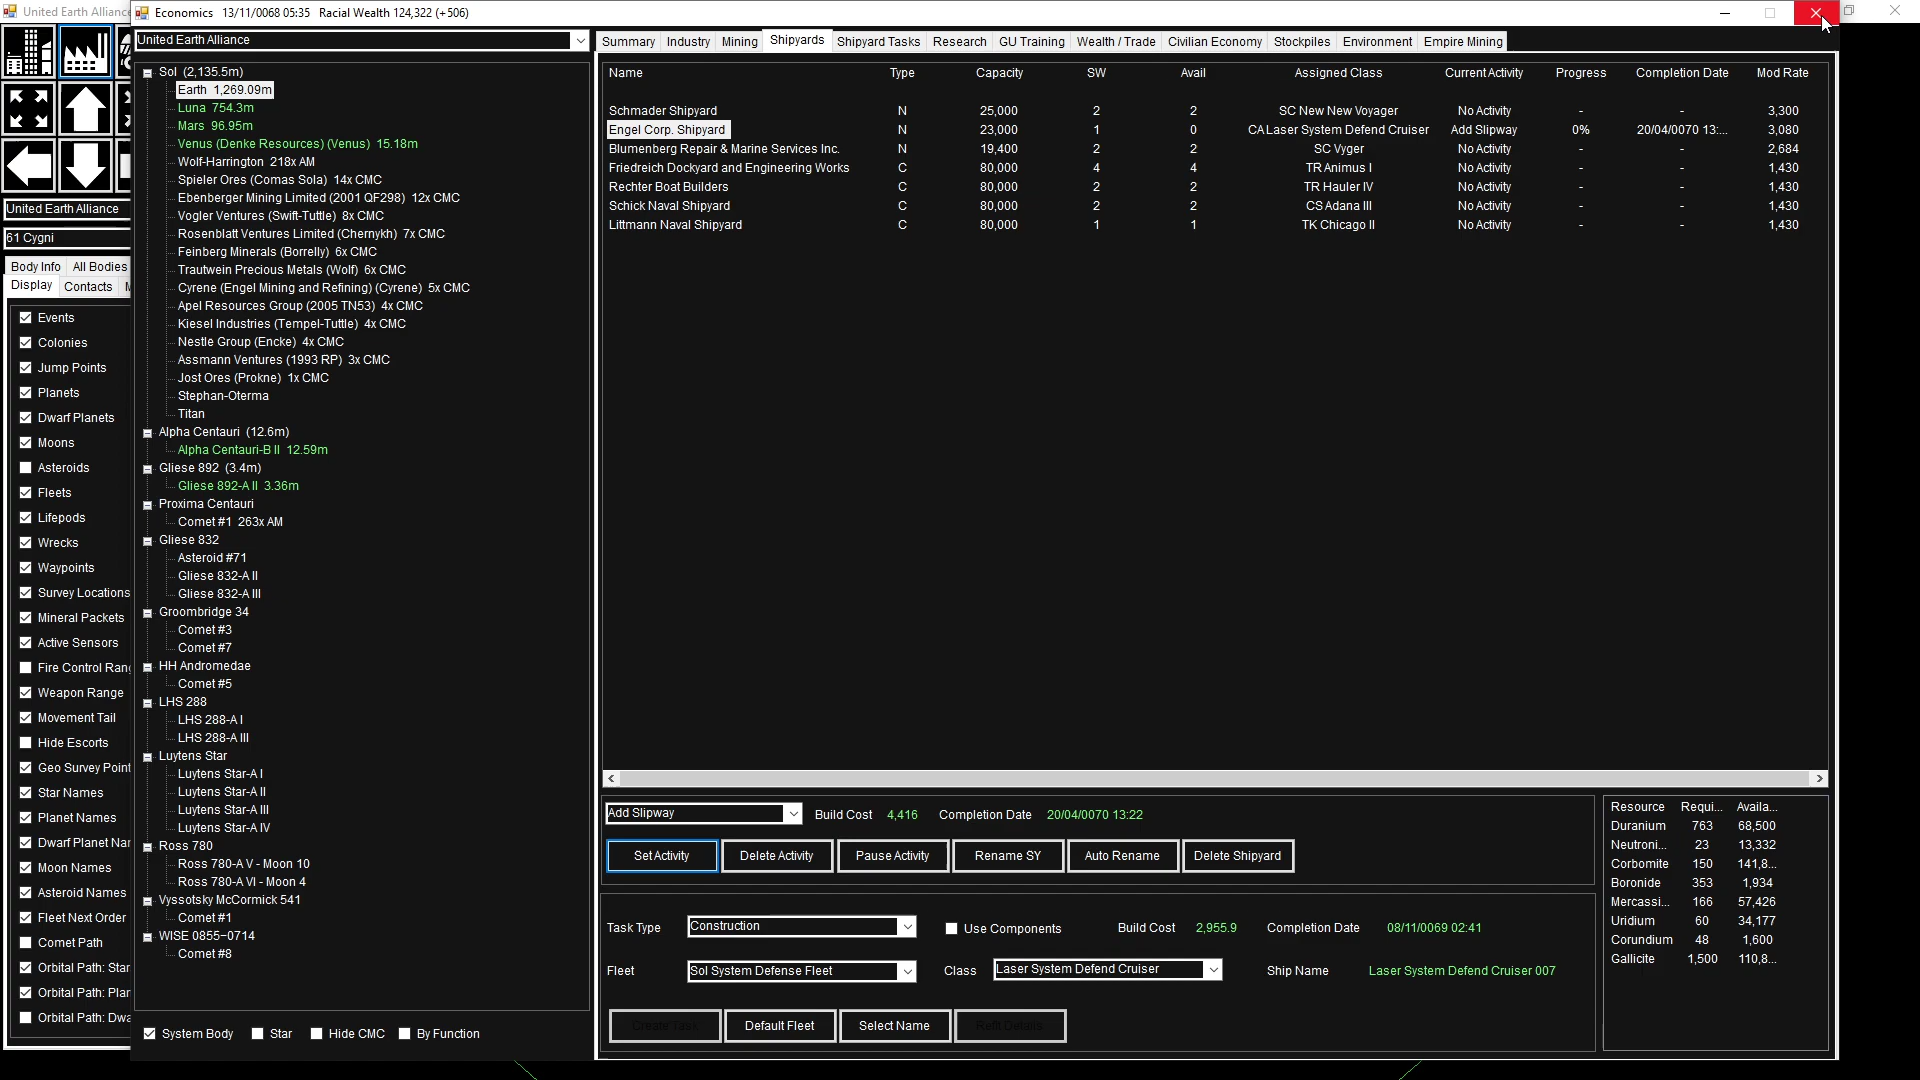 United Earth Alliance
Economics 13/11/0068 05:35 Racial Wealth 124,322 (+506)
United Earth Alliance
Summary Industry Mining Shipyards Shipyard Tasks Research GU Training Wealth / Trade Civilian Economy Stockpiles Environment Empire Mining
Sol (2,135.5m)
Earth 1,269.09m
Luna 754.3m
Mars 96.95m
Venus (Denke Resources) (Venus) 15.18m
Wolf-Harrington 218x AM
Spieler Ores (Comas Sola) 14x CMC
Ebenberger Mining Limited (2001 QF298) 12x CMC
Vogler Ventures (Swift-Tuttle) 8x CMC
Rosenblatt Ventures Limited (Chernykh) 7x CMC
Feinberg Minerals (Borrelly) 6x CMC
Trautwein Precious Metals (Wolf) 6x CMC
Cyrene (Engel Mining and Refining) (Cyrene) 5x CMC
Apel Resources Group (2005 TN53) 4x CMC
Kiesel Industries (Tempel-Tuttle) 4x CMC
Nestle Group (Encke) 4x CMC
Assmann Ventures (1993 RP) 3x CMC
Jost Ores (Prokne) 1x CMC
Stephan-Oterma
Titan
Alpha Centauri (12.6m)
Alpha Centauri-B II 12.59m
Gliese 892 (3.4m)
Gliese 892-A II 3.36m
Proxima Centauri
Comet #1 263x AM
Gliese 832
Asteroid #71
Gliese 832-A II
Gliese 832-A III
Groombridge 34
Comet #3
Comet #7
HH Andromedae
Comet #5
LHS 288
LHS 288-A I
LHS 288-A III
Luytens Star
Luytens Star-A I
Luytens Star-A II
Luytens Star-A III
Luytens Star-A IV
Ross 780
Ross 780-A V - Moon 10
Ross 780-A VI - Moon 4
Vyssotsky McCormick 541
Comet #1
WISE 0855−0714
Comet #8
System Body Star Hide CMC By Function
United Earth Alliance
61 Cygni
Body Info All Bodies
Display Contacts
Events
Colonies
Jump Points
Planets
Dwarf Planets
Moons
Asteroids
Fleets
Lifepods
Wrecks
Waypoints
Survey Locations
Mineral Packets
Active Sensors
Fire Control Rang
Weapon Range
Movement Tail
Hide Escorts
Geo Survey Point
Star Names
Planet Names
Dwarf Planet Nar
Moon Names
Asteroid Names
Fleet Next Order
Comet Path
Orbital Path: Star
Orbital Path: Plar
Orbital Path: Dwa
Name Type Capacity SW Avail Assigned Class Current Activity Progress Completion Date Mod Rate
Schmader Shipyard N 25,000 2 2 SC New New Voyager No Activity - - 3,300
Engel Corp. Shipyard N 23,000 1 0 CA Laser System Defend Cruiser Add Slipway 0% 20/04/0070 13:... 3,080
Blumenberg Repair & Marine Services Inc. N 19,400 2 2 SC Vyger No Activity - - 2,684
Friedreich Dockyard and Engineering Works C 80,000 4 4 TR Animus I No Activity - - 1,430
Rechter Boat Builders C 80,000 2 2 TR Hauler IV No Activity - - 1,430
Schick Naval Shipyard C 80,000 2 2 CS Adana III No Activity - - 1,430
Littmann Naval Shipyard C 80,000 1 1 TK Chicago II No Activity - - 1,430
Add Slipway Build Cost 4,416 Completion Date 20/04/0070 13:22
Set Activity Delete Activity Pause Activity Rename SY Auto Rename Delete Shipyard
Task Type Construction Use Components Build Cost 2,955.9 Completion Date 08/11/0069 02:41
Fleet Sol System Defense Fleet Class Laser System Defend Cruiser Ship Name Laser System Defend Cruiser 007
Create Task Default Fleet Select Name Refit Details
Resource Requi... Availa...
Duranium 763 68,500
Neutroni... 23 13,332
Corbomite 150 141,8...
Boronide 353 1,934
Mercassi... 166 57,426
Uridium 60 34,177
Corundium 48 1,600
Gallicite 1,500 110,8...